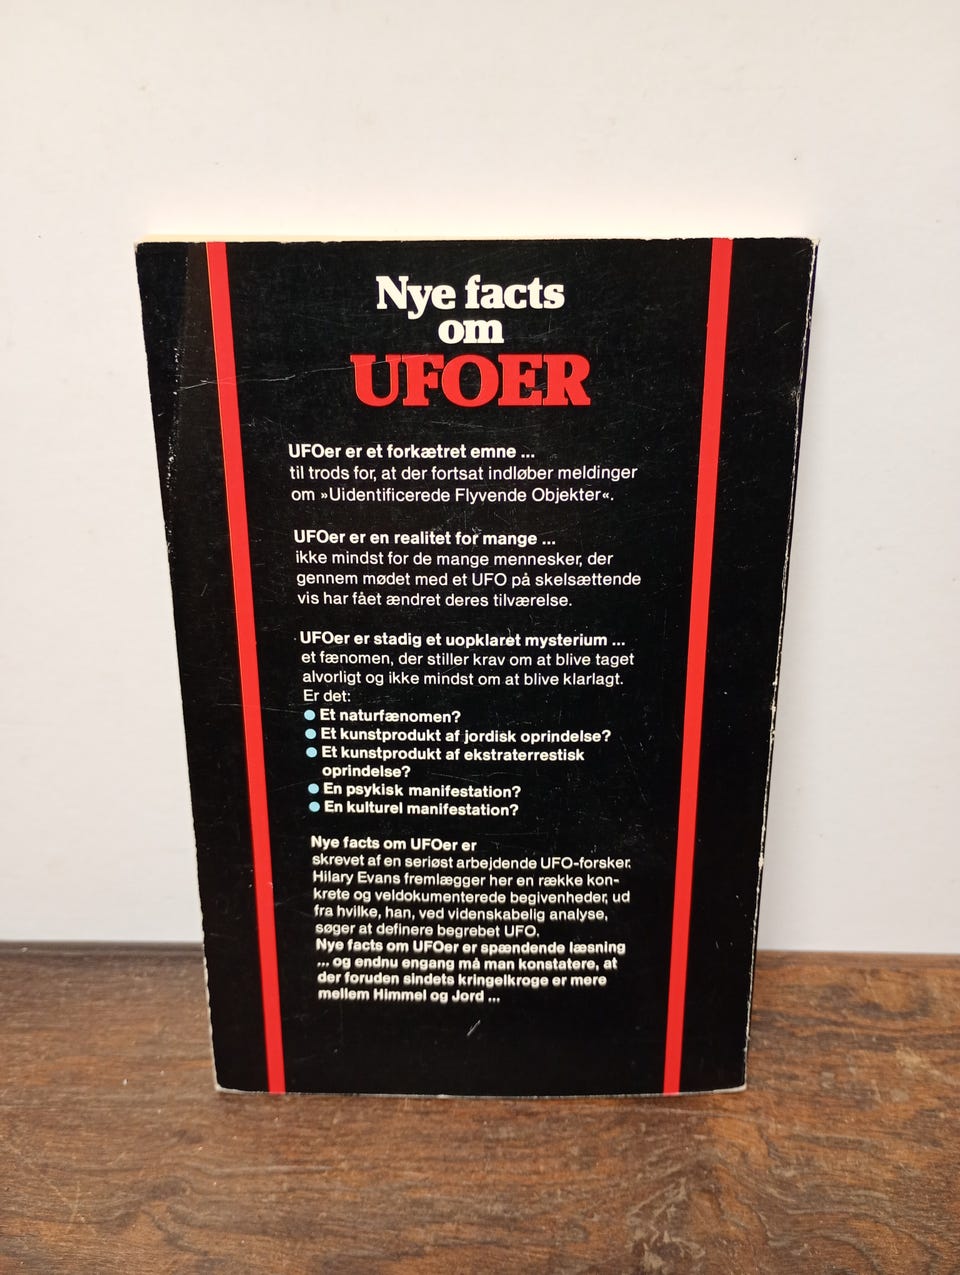 Nye facts
om
UFOER
UFOer er et forkætret emne ...
til trods for, at der fortsat indløber meldinger
om »Uidentificerede Flyvende Objekter«.
UFOer er en realitet for mange ...
ikke mindst for de mange mennesker, der
gennem mødet med et UFO på skelsættende
vis har fået ændret deres tilværelse.
UFOer er stadig et uopklaret mysterium ...
et fænomen, der stiller krav om at blive taget
alvorligt og ikke mindst om at blive klarlagt.
Er det:
● Et naturfænomen?
● Et kunstprodukt af jordisk oprindelse?
● Et kunstprodukt af ekstraterrestisk
oprindelse?
● En psykisk manifestation?
● En kulturel manifestation?
Nye facts om UFOer er
skrevet af en seriøst arbejdende UFO-forsker.
Hilary Evans fremlægger her en række kon-
krete og veldokumenterede begivenheder, ud
fra hvilke, han, ved videnskabelig analyse,
søger at definere begrebet UFO.
Nye facts om UFOer er spændende læsning
... og endnu engang må man konstatere, at
der foruden sindets kringelkroge er mere
mellem Himmel og Jord ...